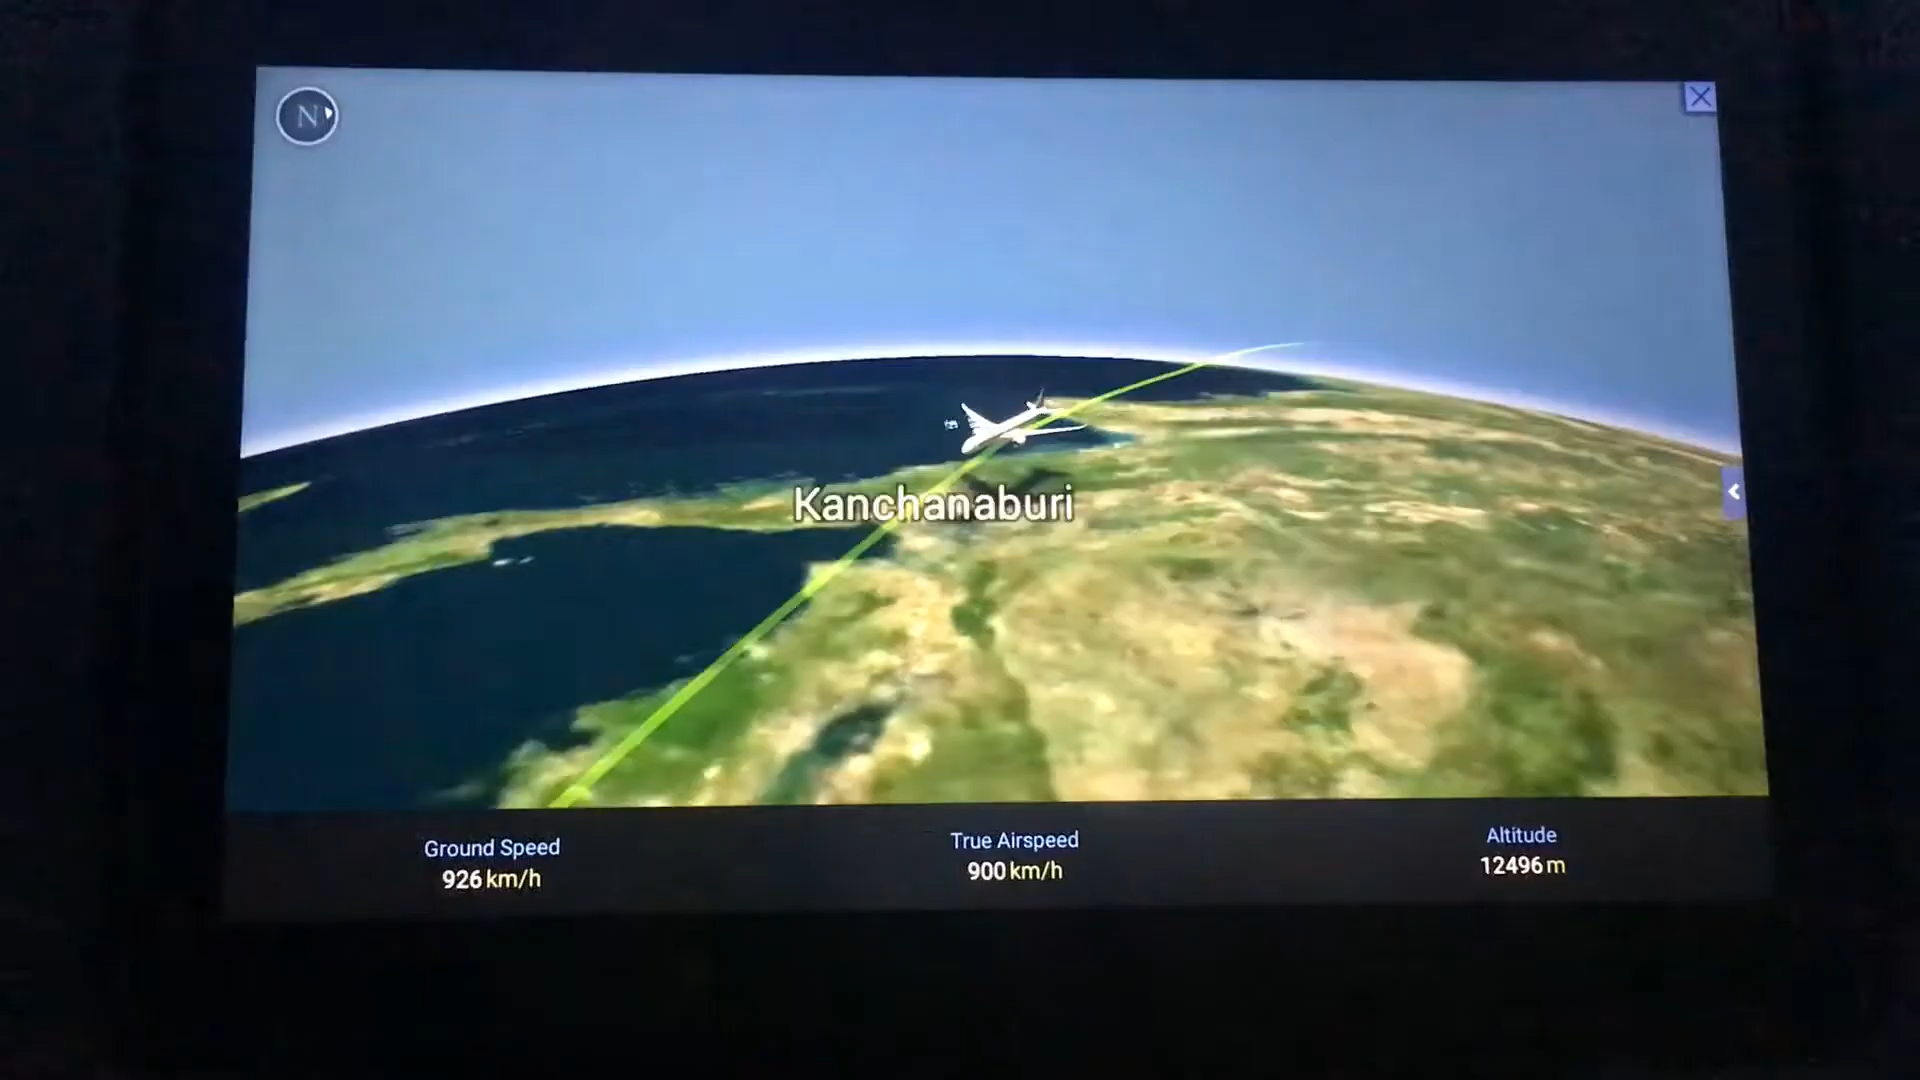 N
Kanchanaburi
Ground Speed
926 km/h
True Airspeed
900 km/h
Altitude
12496 m